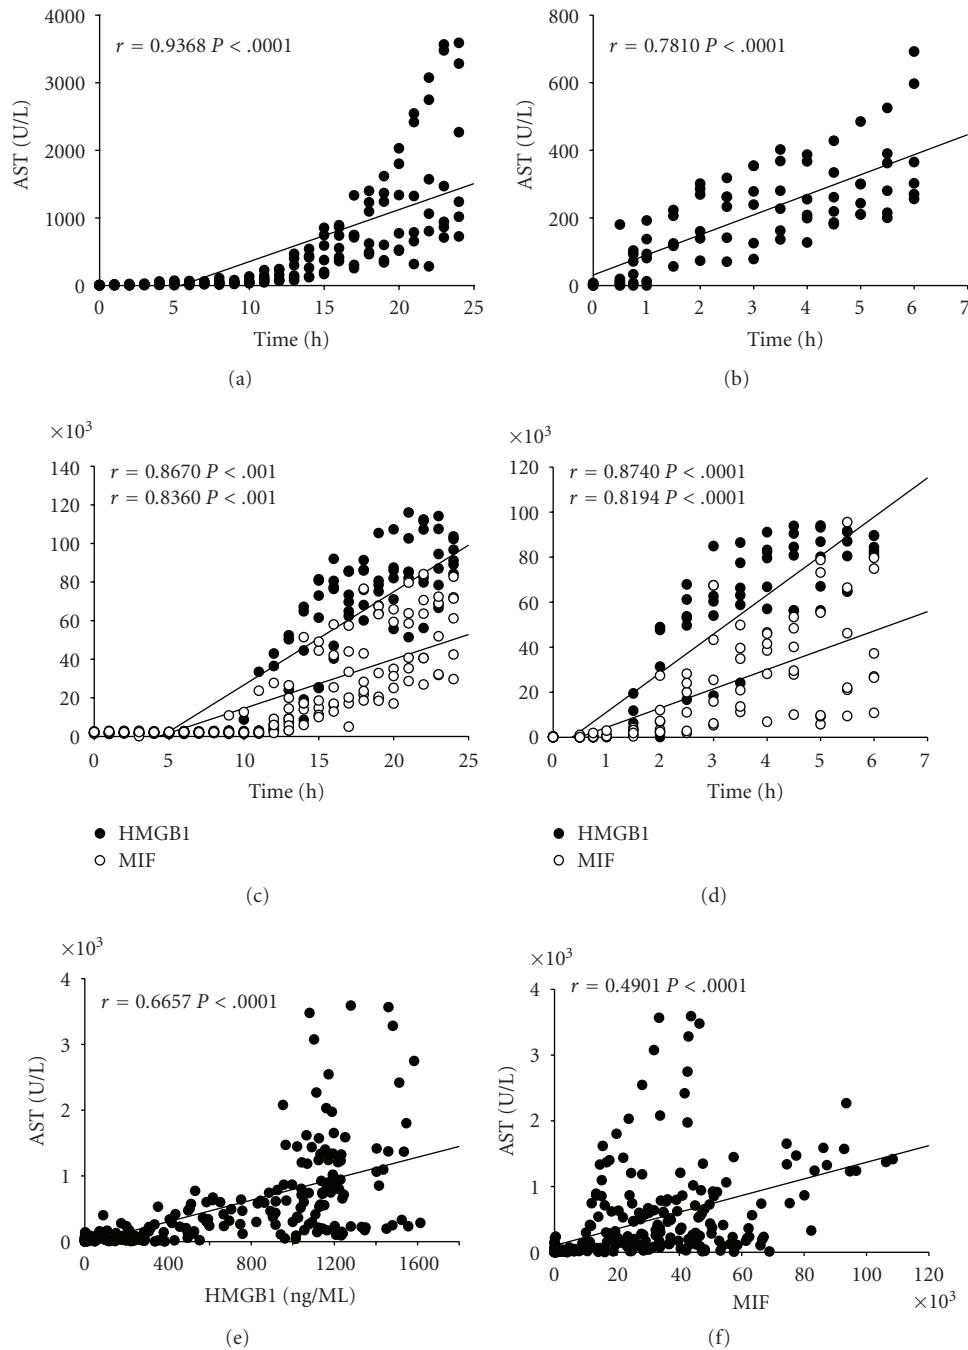 4000
3000
2000
1000
0
AST (U/L)
r = 0.9368 P < .0001
0 5 10 15 20 25
Time (h)
(a)
800
600
400
200
0
AST (U/L)
r = 0.7810 P < .0001
0 1 2 3 4 5 6 7
Time (h)
(b)
×10³
140
120
100
80
60
40
20
0
r = 0.8670 P < .001
r = 0.8360 P < .001
0 5 10 15 20 25
Time (h)
HMGB1
MIF
(c)
×10³
120
100
80
60
40
20
0
r = 0.8740 P < .0001
r = 0.8194 P < .0001
0 1 2 3 4 5 6 7
Time (h)
HMGB1
MIF
(d)
×10³
4
3
2
1
0
AST (U/L)
r = 0.6657 P < .0001
0 400 800 1200 1600
HMGB1 (ng/ML)
(e)
×10³
4
3
2
1
0
AST (U/L)
r = 0.4901 P < .0001
0 20 40 60 80 100 120
MIF
×10³
(f)